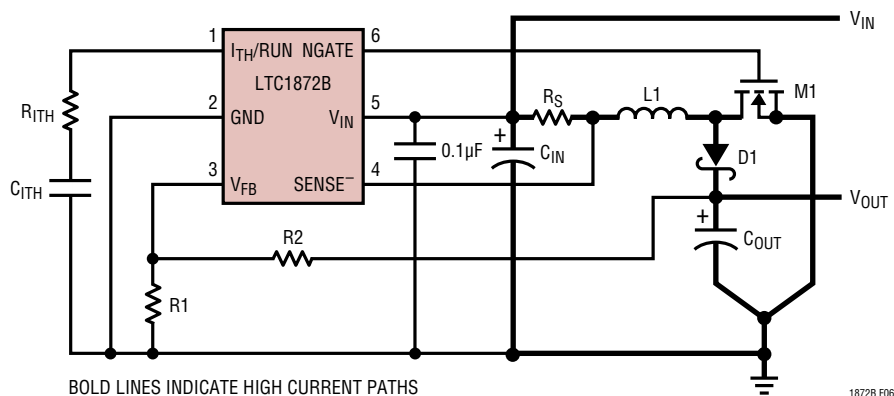 VIN
1
ITH/RUN NGATE
6
LTC1872B
RITH
2
GND
VIN
5
RS
L1
M1
0.1µF
+
CIN
D1
CITH
3
VFB
SENSE−
4
VOUT
+
COUT
R2
R1
BOLD LINES INDICATE HIGH CURRENT PATHS
1872B F06